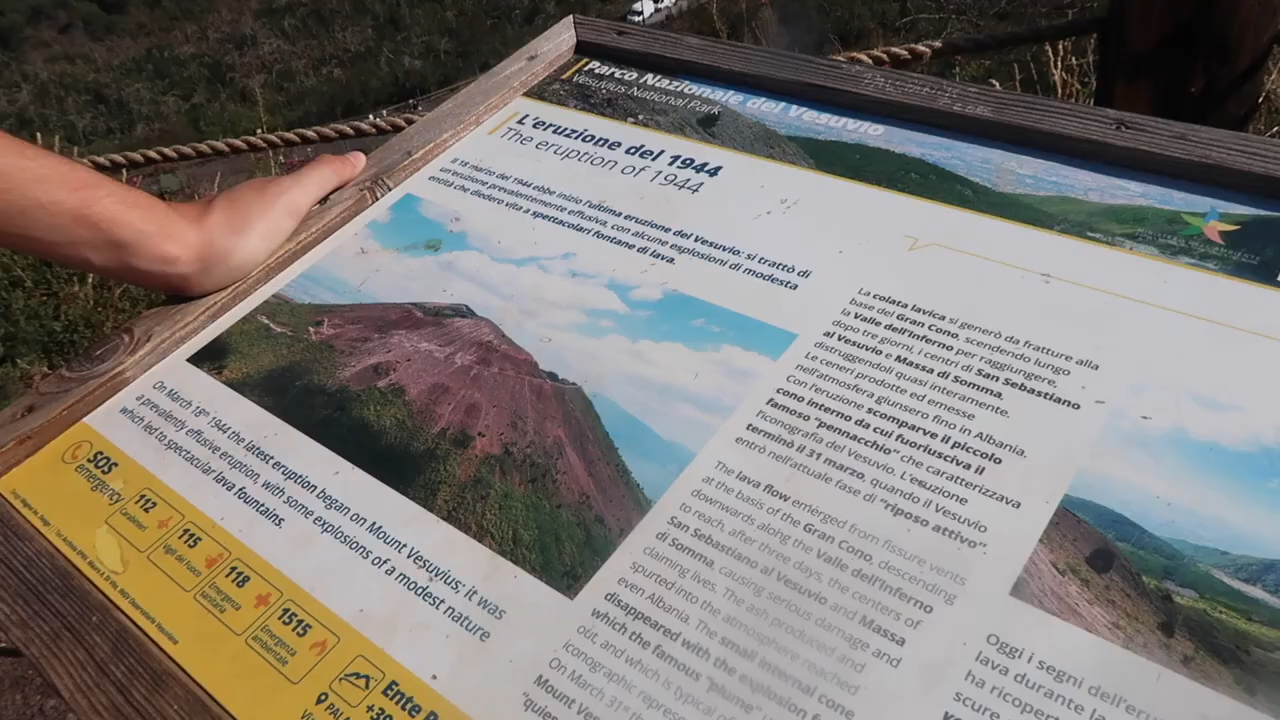 Parco Nazionale del Vesuvio
Vesuvius National Park
L'eruzione del 1944
The eruption of 1944
Il 18 marzo del 1944 ebbe inizio l'ultima eruzione del Vesuvio: si trattò di
un'eruzione prevalentemente effusiva, con alcune esplosioni di modesta
entità che diedero vita a spettacolari fontane di lava.
On March 18th 1944 the latest eruption began on Mount Vesuvius; it was
a prevalently effusive eruption, with some explosions of a modest nature
which led to spectacular lava fountains.
La colata lavica si generò da fratture alla
base del Gran Cono, scendendo lungo
la Valle dell'Inferno per raggiungere,
dopo tre giorni, i centri di San Sebastiano
al Vesuvio e Massa di Somma,
distruggendoli quasi interamente.
Le ceneri prodotte ed emesse
nell'atmosfera giunsero fino in Albania.
Con l'eruzione scomparve il piccolo
cono interno da cui fuoriusciva il
famoso "pennacchio" che caratterizzava
l'iconografia del Vesuvio. L'eruzione
terminò il 31 marzo, quando il Vesuvio
entrò nell'attuale fase di "riposo attivo"
The lava flow emerged from fissure vents
at the basis of the Gran Cono, descending
downwards along the Valle dell'Inferno
to reach, after three days, the centers of
San Sebastiano al Vesuvio and Massa
di Somma, causing serious damage and
claiming lives. The ash produced and
spurted into the atmosphere reached
even Albania. The small internal cone
disappeared with the explosion
which the famous "plume"
out, and which is typical of
iconographic
On March 31st
Mount
Oggi i segni
lava durante
ha ricoperto
scure
SOS
emergency
112
Carabinieri
115
Vigili del Fuoco
118
Emergenza
sanitaria
1515
Emergenza
ambientale
Ente
+39